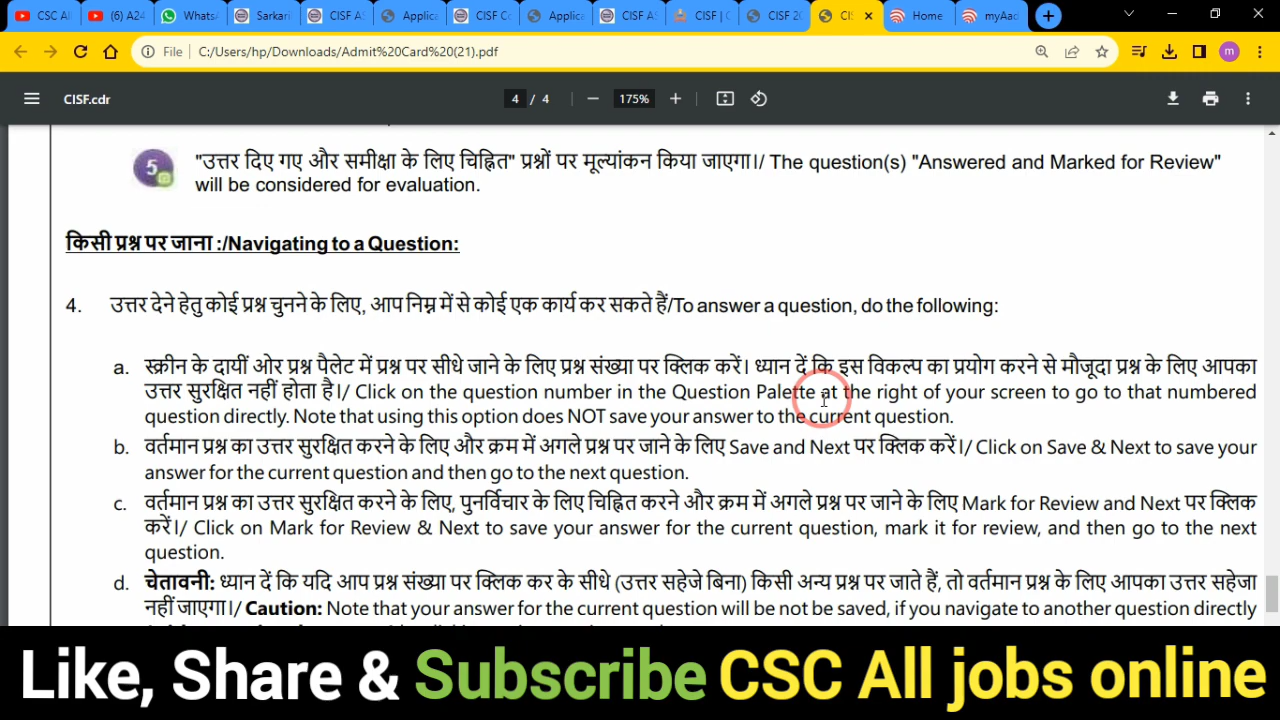 CSC Al
(6) A24
Whats
Sarkari
CISF AS
Applica
CISF Co
Applica
CISF AS
CISF | C
CISF 20
CIS
Home
myAad
File C:/Users/hp/Downloads/Admit%20Card%20(21).pdf
m
CISF.cdr
4 / 4
175%
5
"उत्तर दिए गए और समीक्षा के लिए चिह्नित" प्रश्नों पर मूल्यांकन किया जाएगा।/ The question(s) "Answered and Marked for Review"
will be considered for evaluation.
किसी प्रश्न पर जाना :/Navigating to a Question:
4. उत्तर देने हेतु कोई प्रश्न चुनने के लिए, आप निम्न में से कोई एक कार्य कर सकते हैं/To answer a question, do the following:
a. स्क्रीन के दायीं ओर प्रश्न पैलेट में प्रश्न पर सीधे जाने के लिए प्रश्न संख्या पर क्लिक करें। ध्यान दें कि इस विकल्प का प्रयोग करने से मौजूदा प्रश्न के लिए आपका
उत्तर सुरक्षित नहीं होता है।/ Click on the question number in the Question Palette at the right of your screen to go to that numbered
question directly. Note that using this option does NOT save your answer to the current question.
b. वर्तमान प्रश्न का उत्तर सुरक्षित करने के लिए और क्रम में अगले प्रश्न पर जाने के लिए Save and Next पर क्लिक करें।/ Click on Save & Next to save your
answer for the current question and then go to the next question.
c. वर्तमान प्रश्न का उत्तर सुरक्षित करने के लिए, पुनर्विचार के लिए चिह्नित करने और क्रम में अगले प्रश्न पर जाने के लिए Mark for Review and Next पर क्लिक
करें।/ Click on Mark for Review & Next to save your answer for the current question, mark it for review, and then go to the next
question.
d. चेतावनी: ध्यान दें कि यदि आप प्रश्न संख्या पर क्लिक कर के सीधे (उत्तर सहेजे बिना) किसी अन्य प्रश्न पर जाते हैं, तो वर्तमान प्रश्न के लिए आपका उत्तर सहेजा
नहीं जाएगा।/ Caution: Note that your answer for the current question will be not be saved, if you navigate to another question directly
Like, Share & Subscribe CSC All jobs online